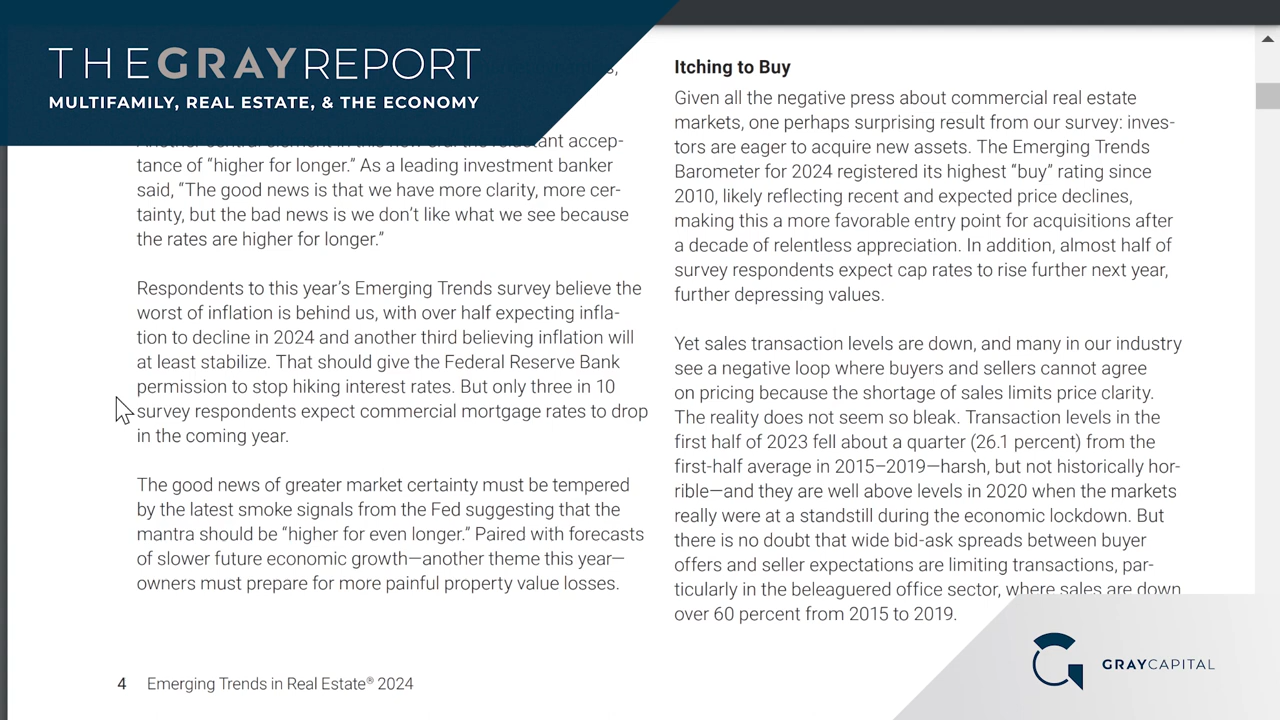 THEGRAYREPORT
MULTIFAMILY, REAL ESTATE, & THE ECONOMY
tance of “higher for longer.” As a leading investment banker
said, “The good news is that we have more clarity, more cer-
tainty, but the bad news is we don’t like what we see because
the rates are higher for longer.”
Respondents to this year’s Emerging Trends survey believe the
worst of inflation is behind us, with over half expecting infla-
tion to decline in 2024 and another third believing inflation will
at least stabilize. That should give the Federal Reserve Bank
permission to stop hiking interest rates. But only three in 10
survey respondents expect commercial mortgage rates to drop
in the coming year.
The good news of greater market certainty must be tempered
by the latest smoke signals from the Fed suggesting that the
mantra should be “higher for even longer.” Paired with forecasts
of slower future economic growth—another theme this year—
owners must prepare for more painful property value losses.
Itching to Buy
Given all the negative press about commercial real estate
markets, one perhaps surprising result from our survey: inves-
tors are eager to acquire new assets. The Emerging Trends
Barometer for 2024 registered its highest “buy” rating since
2010, likely reflecting recent and expected price declines,
making this a more favorable entry point for acquisitions after
a decade of relentless appreciation. In addition, almost half of
survey respondents expect cap rates to rise further next year,
further depressing values.
Yet sales transaction levels are down, and many in our industry
see a negative loop where buyers and sellers cannot agree
on pricing because the shortage of sales limits price clarity.
The reality does not seem so bleak. Transaction levels in the
first half of 2023 fell about a quarter (26.1 percent) from the
first-half average in 2015–2019—harsh, but not historically hor-
rible—and they are well above levels in 2020 when the markets
really were at a standstill during the economic lockdown. But
there is no doubt that wide bid-ask spreads between buyer
offers and seller expectations are limiting transactions, par-
ticularly in the beleaguered office sector, where sales are down
over 60 percent from 2015 to 2019.
4 Emerging Trends in Real Estate® 2024
GRAYCAPITAL